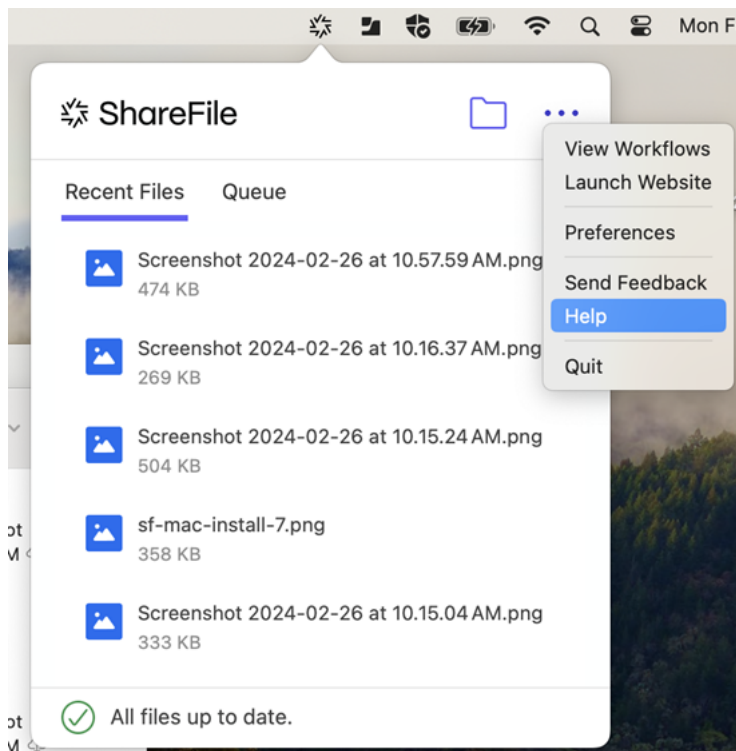 Mon F
ShareFile
View Workflows
Launch Website
Preferences
Send Feedback
Help
Quit
Recent Files
Queue
Screenshot 2024-02-26 at 10.57.59 AM.png
474 KB
Screenshot 2024-02-26 at 10.16.37 AM.png
269 KB
Screenshot 2024-02-26 at 10.15.24 AM.png
504 KB
sf-mac-install-7.png
358 KB
Screenshot 2024-02-26 at 10.15.04 AM.png
333 KB
All files up to date.
ot
M
ot
M